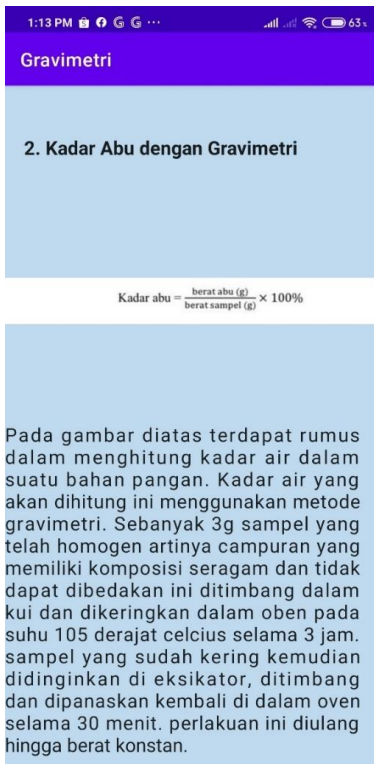 1:13 PM
63%
Gravimetri
2. Kadar Abu dengan Gravimetri
Kadar abu = berat abu (g) / berat sampel (g) × 100%
Pada gambar diatas terdapat rumus
dalam menghitung kadar air dalam
suatu bahan pangan. Kadar air yang
akan dihitung ini menggunakan metode
gravimetri. Sebanyak 3g sampel yang
telah homogen artinya campuran yang
memiliki komposisi seragam dan tidak
dapat dibedakan ini ditimbang dalam
kui dan dikeringkan dalam oben pada
suhu 105 derajat celcius selama 3 jam.
sampel yang sudah kering kemudian
didinginkan di eksikator, ditimbang
dan dipanaskan kembali di dalam oven
selama 30 menit. perlakuan ini diulang
hingga berat konstan.